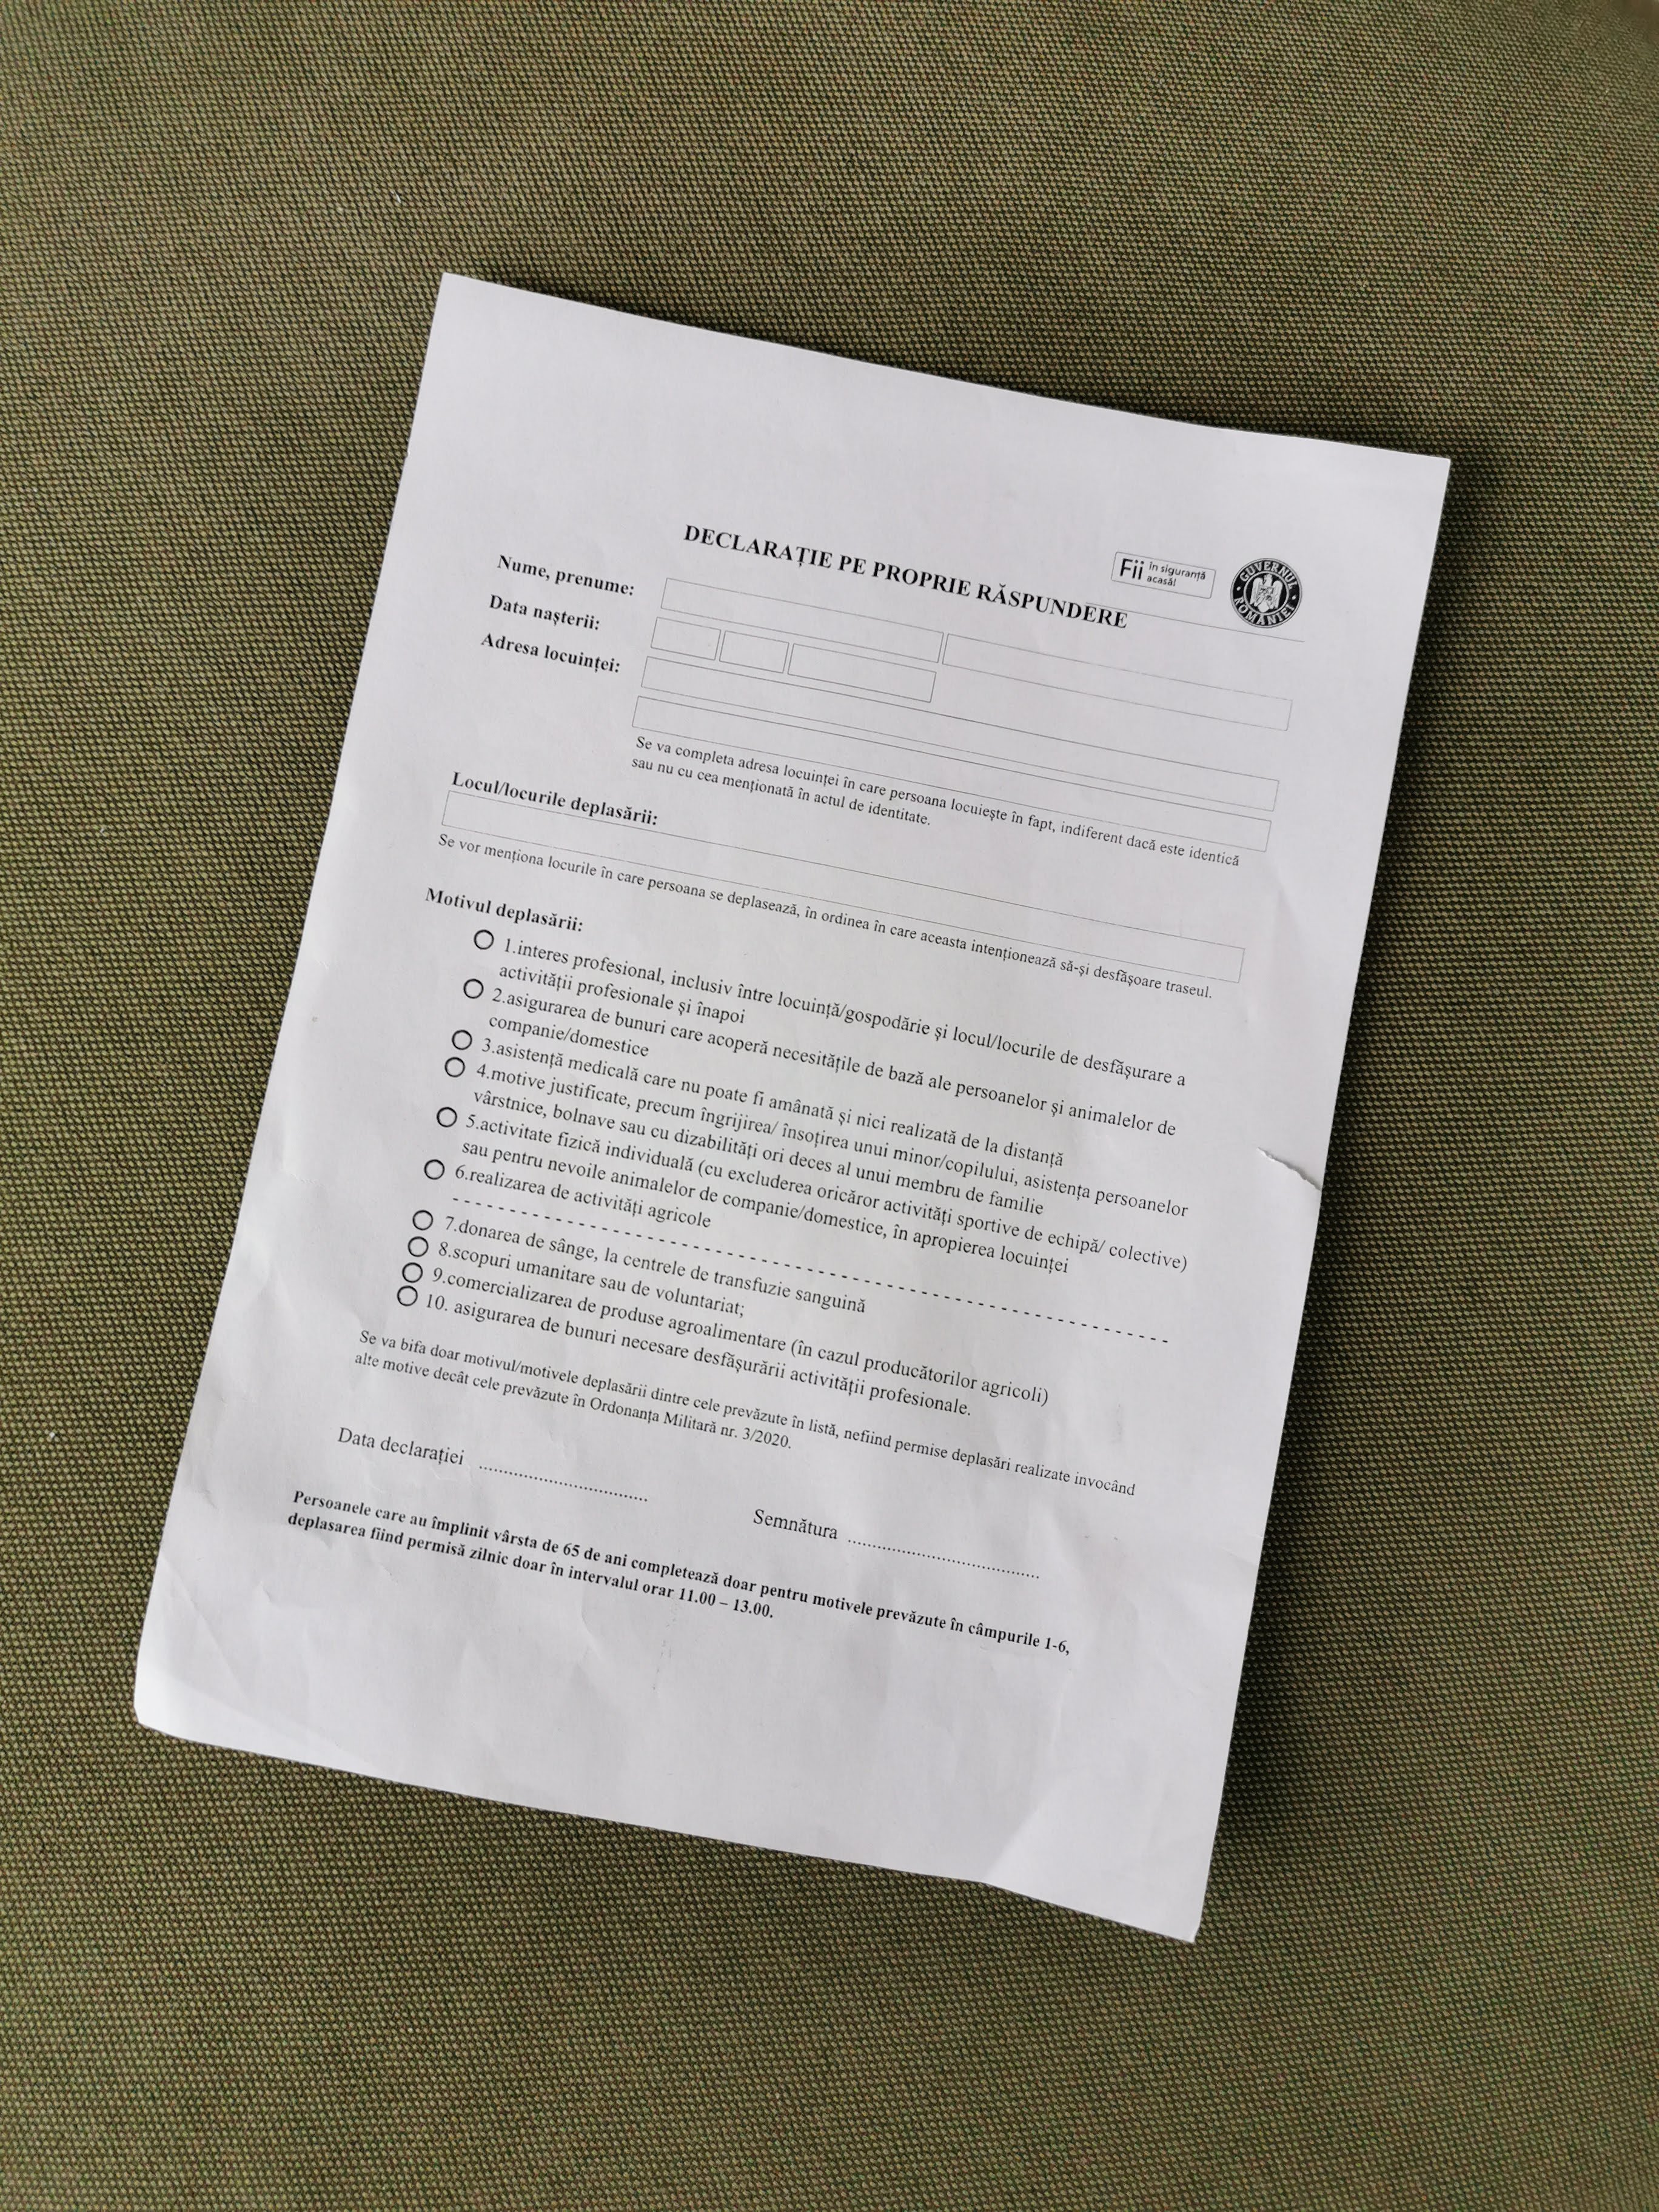 DECLARAȚIE PE PROPRIE RĂSPUNDERE
Fii în siguranță
acasă!
GUVERNUL ROMÂNIEI
Nume, prenume:
Data nașterii:
Adresa locuinței:
Se va completa adresa locuinței în care persoana locuiește în fapt, indiferent dacă este identică
sau nu cu cea menționată în actul de identitate.
Locul/locurile deplasării:
Se vor menționa locurile în care persoana se deplasează, în ordinea în care aceasta intenționează să-și desfășoare traseul.
Motivul deplasării:
1.interes profesional, inclusiv între locuință/gospodărie și locul/locurile de desfășurare a
activității profesionale și înapoi
2.asigurarea de bunuri care acoperă necesitățile de bază ale persoanelor și animalelor de
companie/domestice
3.asistență medicală care nu poate fi amânată și nici realizată de la distanță
4.motive justificate, precum îngrijirea/ însoțirea unui minor/copilului, asistența persoanelor
vârstnice, bolnave sau cu dizabilități ori deces al unui membru de familie
5.activitate fizică individuală (cu excluderea oricăror activități sportive de echipă/ colective)
sau pentru nevoile animalelor de companie/domestice, în apropierea locuinței
6.realizarea de activități agricole
7.donarea de sânge, la centrele de transfuzie sanguină
8.scopuri umanitare sau de voluntariat;
9.comercializarea de produse agroalimentare (în cazul producătorilor agricoli)
10. asigurarea de bunuri necesare desfășurării activității profesionale.
Se va bifa doar motivul/motivele deplasării dintre cele prevăzute în listă, nefiind permise deplasări realizate invocând
alte motive decât cele prevăzute în Ordonanța Militară nr. 3/2020.
Data declarației ..............................
Semnătura ..................................
Persoanele care au împlinit vârsta de 65 de ani completează doar pentru motivele prevăzute în câmpurile 1-6,
deplasarea fiind permisă zilnic doar în intervalul orar 11.00 – 13.00.